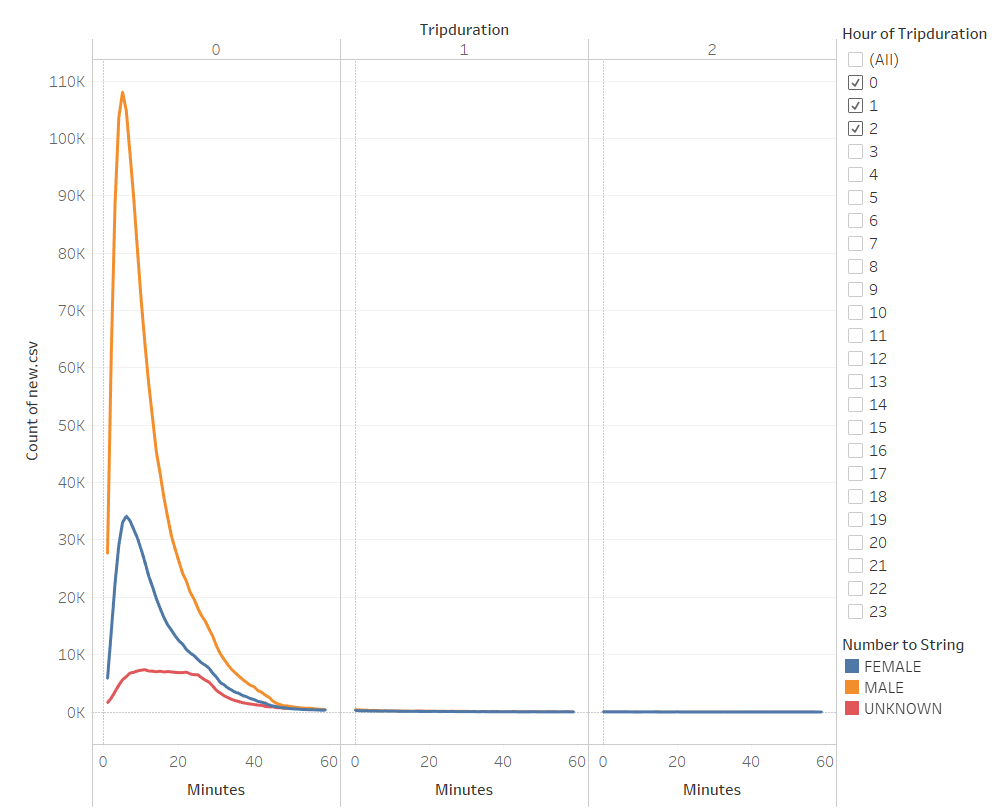 Tripduration
0 1 2
110K
100K
90K
80K
70K
60K
50K
40K
30K
20K
10K
0K
Count of new.csv
0 20 40 60 0 20 40 60 0 20 40 60
Minutes Minutes Minutes
Hour of Tripduration
(All)
0
1
2
3
4
5
6
7
8
9
10
11
12
13
14
15
16
17
18
19
20
21
22
23
Number to String
FEMALE
MALE
UNKNOWN